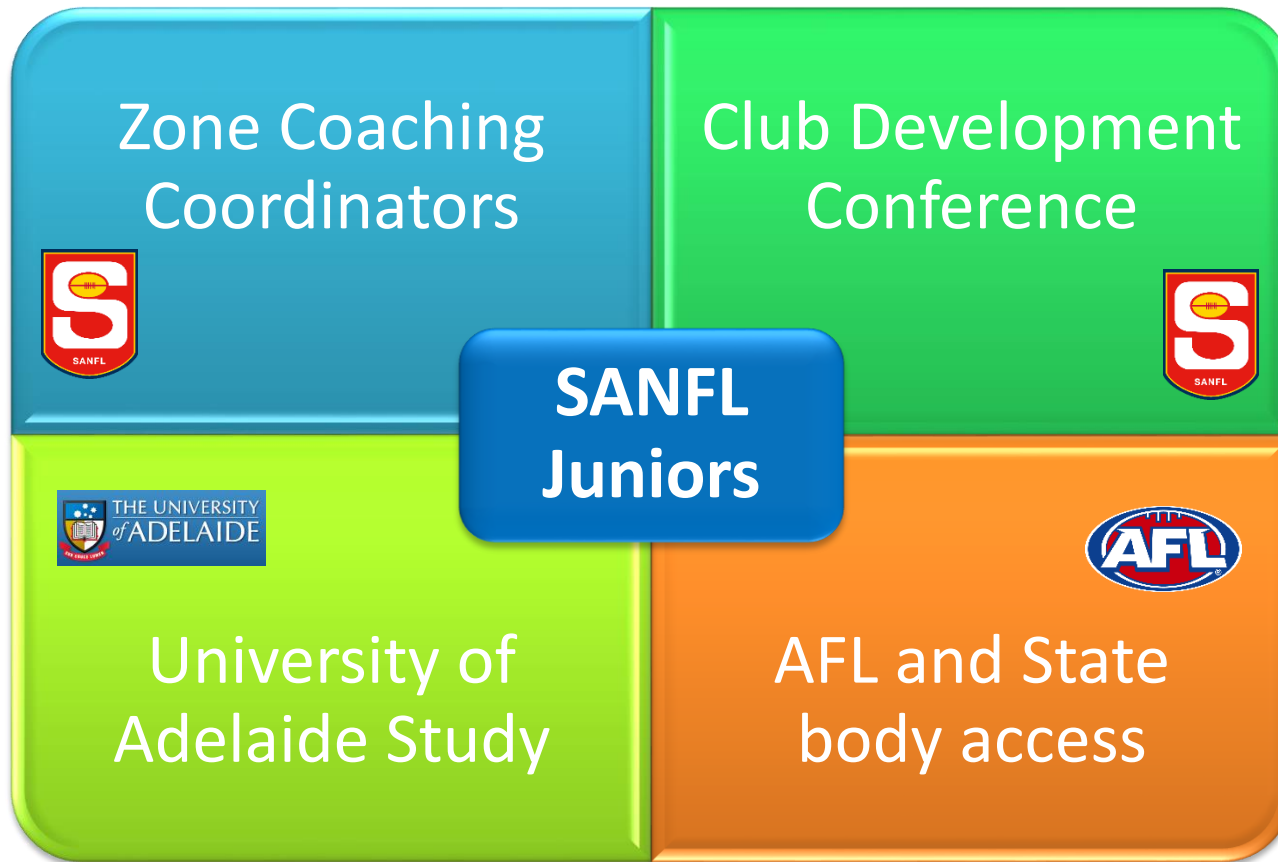 Zone Coaching
Coordinators
SANFL
Club Development
Conference
SANFL
SANFL
Juniors
THE UNIVERSITY
of ADELAIDE
University of
Adelaide Study
AFL
AFL and State
body access